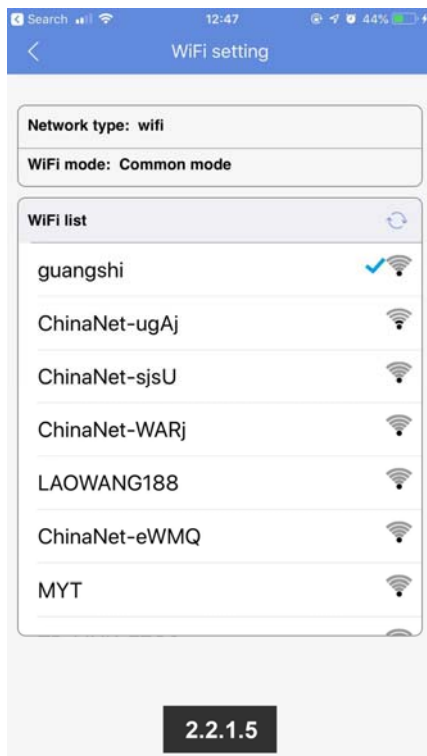 Search 12:47 44%
WiFi setting
Network type: wifi
WiFi mode: Common mode
WiFi list
guangshi
ChinaNet-ugAj
ChinaNet-sjsU
ChinaNet-WARj
LAOWANG188
ChinaNet-eWMQ
MYT
2.2.1.5